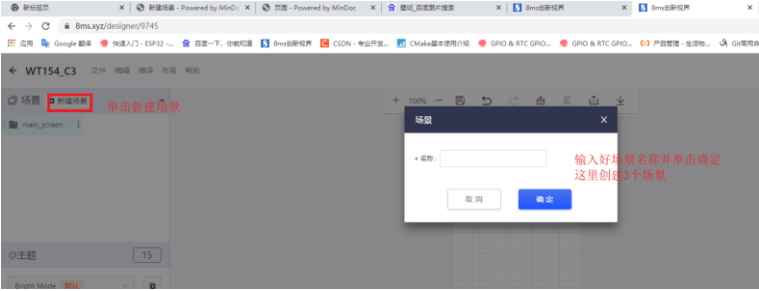 新标签页
新建场景 - Powered by MinDo
页面 - Powered by MinDoc
壁纸_百度图片搜索
8ms创新视界
8ms创新视界
8ms.xyz/designer/9745
应用
Google 翻译
快速入门 - ESP32 -...
百度一下，你就知道
8ms创新视界
CSDN - 专业开发...
CMake基本使用介绍
GPIO & RTC GPIO...
GPIO & RTC GPIO...
产品管理 - 生活物...
Git常用命
WT154_C3
文件 编辑 编译 布局 帮助
场景
新建场景
单击新建场景
+ 100% −
main_screen
场景
X
* 名称:
输入好场景名称并单击确定
这里创建3个场景
取消
确定
主题
15
Bright Mode
默认